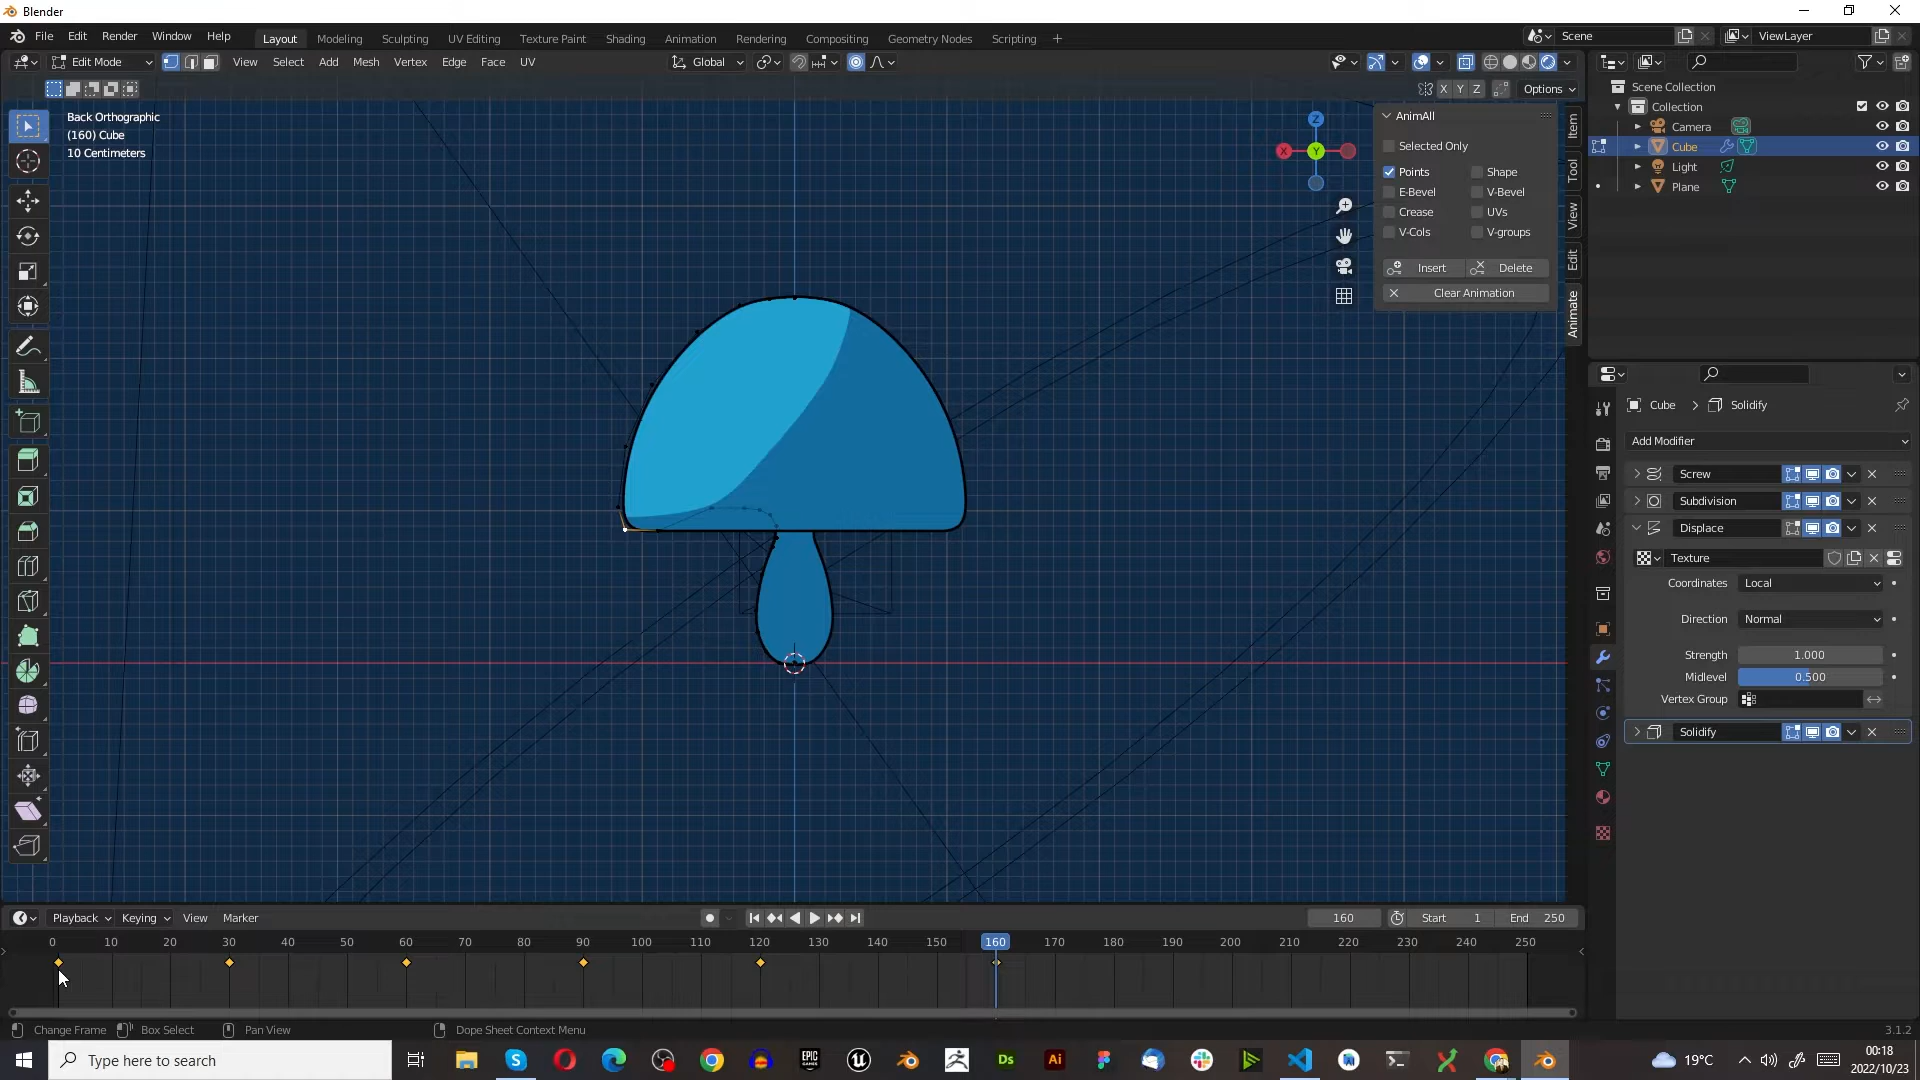 Blender
File Edit Render Window Help
Layout Modeling Sculpting UV Editing Texture Paint Shading Animation Rendering Compositing Geometry Nodes Scripting +
Scene
ViewLayer
Edit Mode
View Select Add Mesh Vertex Edge Face UV
Global
X Y Z
Options
Back Orthographic
(160) Cube
10 Centimeters
Z
X
Y
AnimAll
Selected Only
Points Shape
E-Bevel V-Bevel
Crease UVs
V-Cols V-groups
Insert Delete
Clear Animation
Item
Tool
View
Edit
Animate
Scene Collection
Collection
Camera
Cube
Light
Plane
Cube > Solidify
Add Modifier
Screw
Subdivision
Displace
Texture
Coordinates Local
Direction Normal
Strength 1.000
Midlevel 0.500
Vertex Group
Solidify
Playback Keying View Marker
160 Start 1 End 250
0 10 20 30 40 50 60 70 80 90 100 110 120 130 140 150 160 170 180 190 200 210 220 230 240 250
Change Frame Box Select Pan View Dope Sheet Context Menu
3.1.2
Type here to search
EPIC GAMES
Ds
Ai
19°C
00:18
2022/10/23